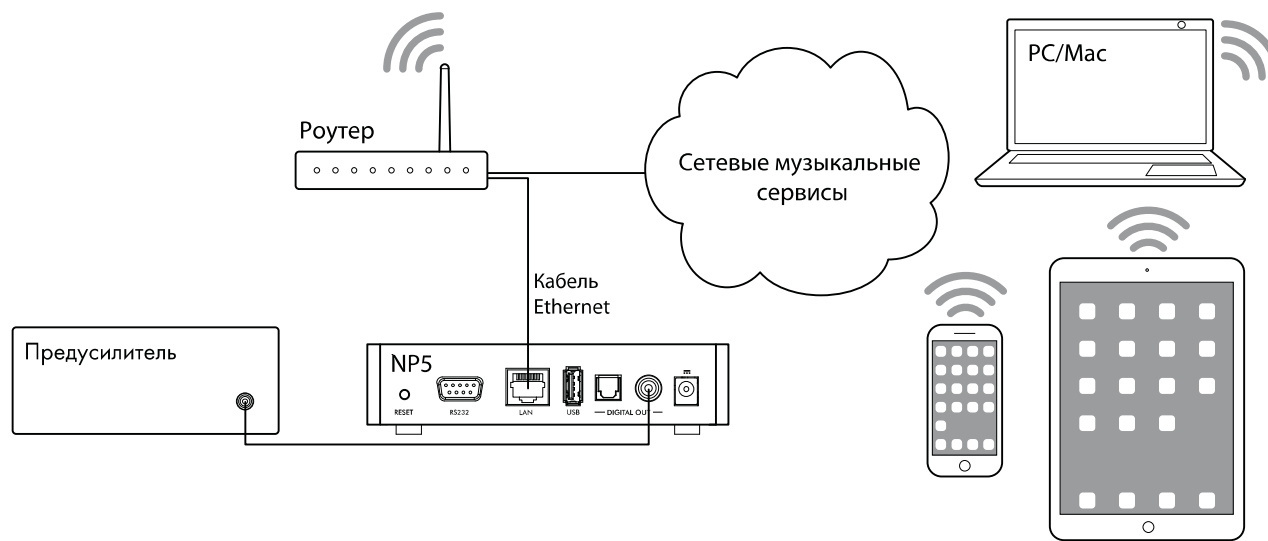 PC/Mac
Роутер
Сетевые музыкальные
сервисы
Кабель
Ethernet
Предусилитель
NP5
RESET
RS232
LAN
USB
DIGITAL OUT